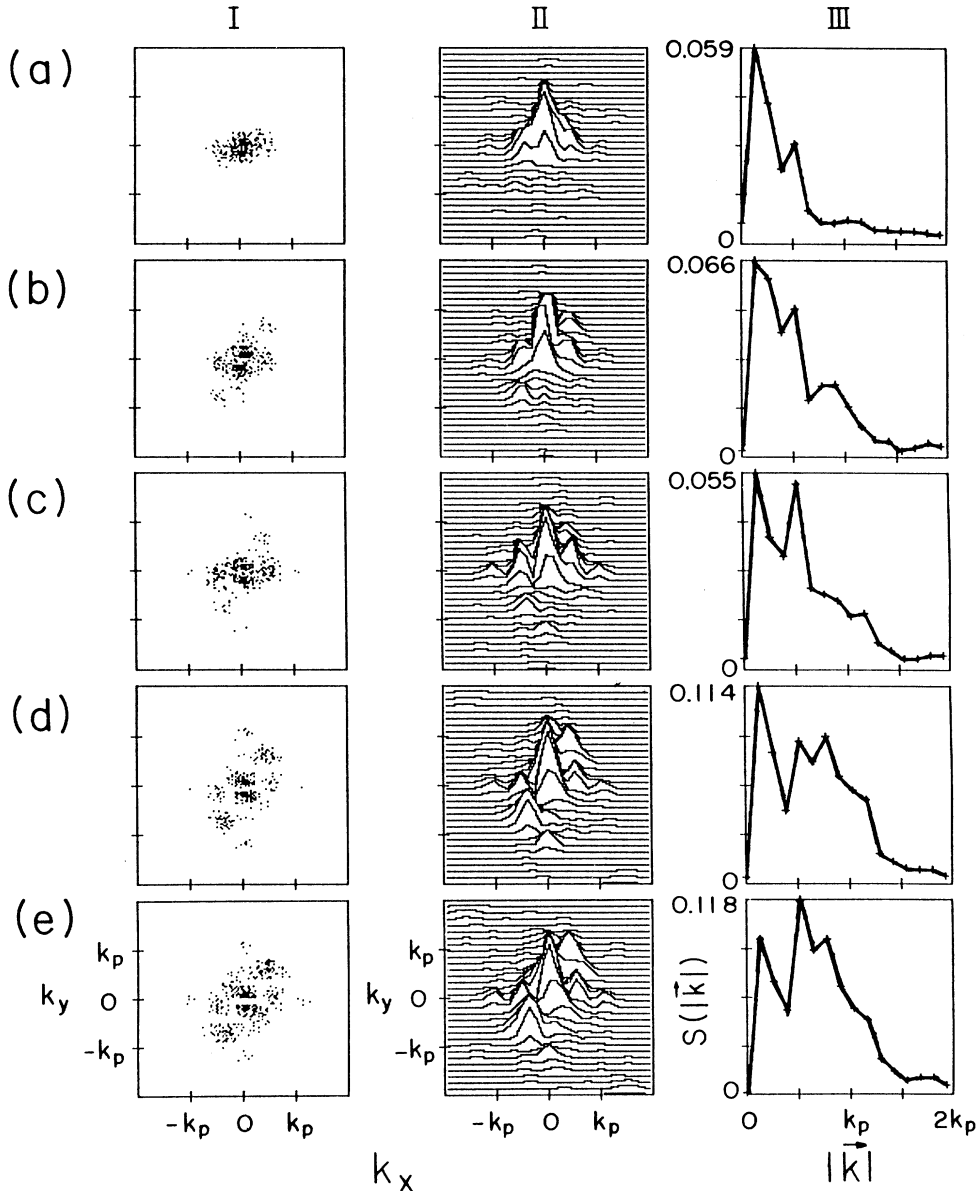 I II III
(a) 0.059
0
(b) 0.066
0
(c) 0.055
0
(d) 0.114
0
(e) 0.118
k_p k_p
k_y 0 0 S(|k⃗|)
-k_p -k_p
0
-k_p 0 k_p -k_p 0 k_p 0 k_p 2k_p
k_x |k⃗|